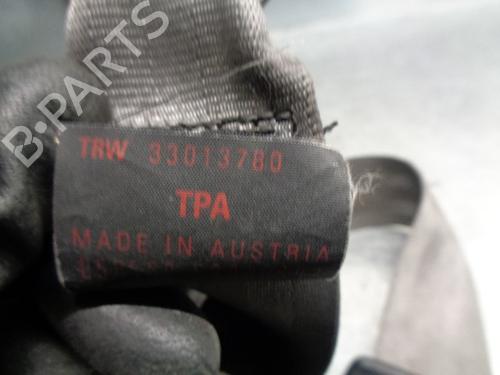 B-PARTS
TRW 33013780
TPA
MADE IN AUSTRIA